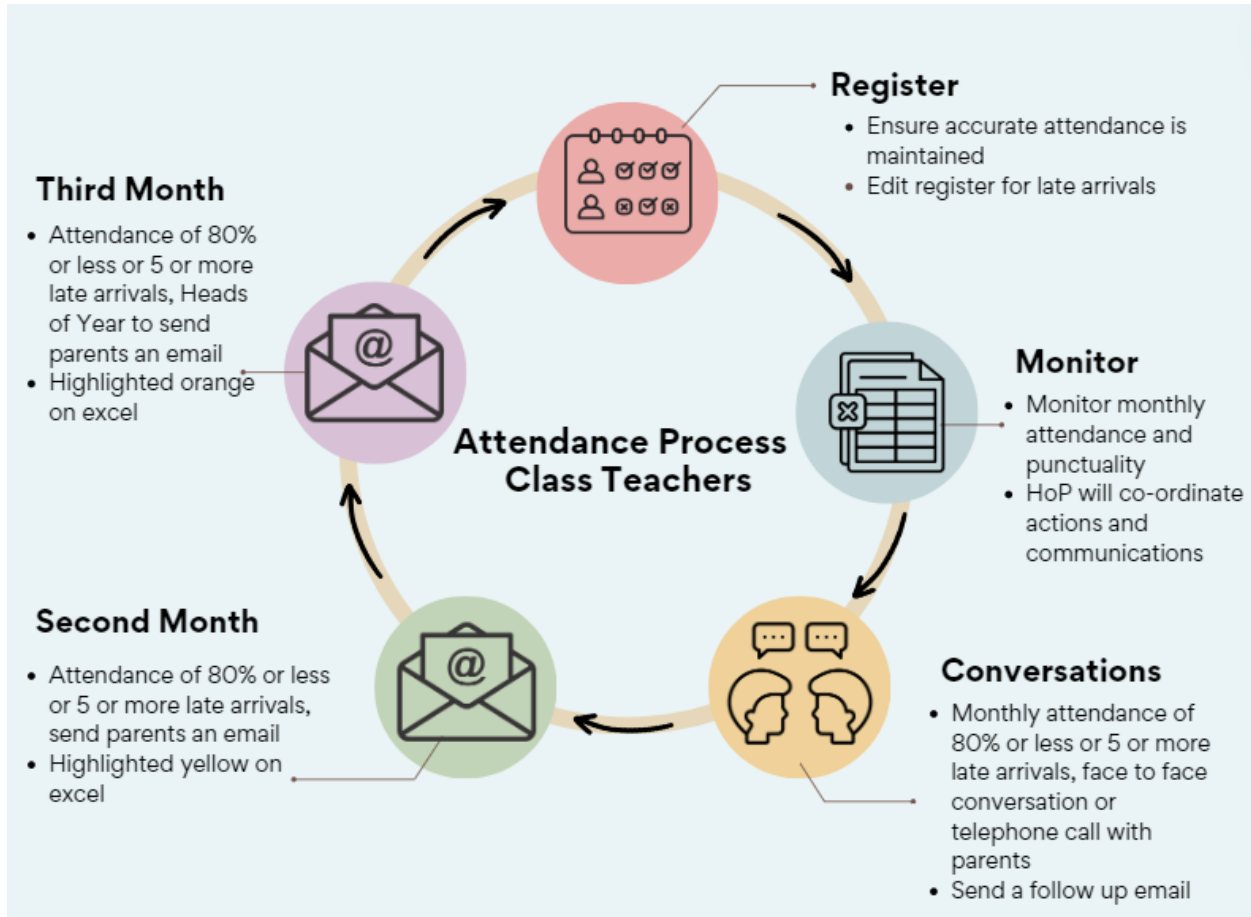 Register
• Ensure accurate attendance is
maintained
• Edit register for late arrivals
Monitor
• Monitor monthly
attendance and
punctuality
• HoP will co-ordinate
actions and
communications
Conversations
• Monthly attendance of
80% or less or 5 or more
late arrivals, face to face
conversation or
telephone call with
parents
• Send a follow up email
Second Month
• Attendance of 80% or less
or 5 or more late arrivals,
send parents an email
• Highlighted yellow on
excel
Third Month
• Attendance of 80%
or less or 5 or more
late arrivals, Heads
of Year to send
parents an email
• Highlighted orange
on excel
Attendance Process
Class Teachers
@
@